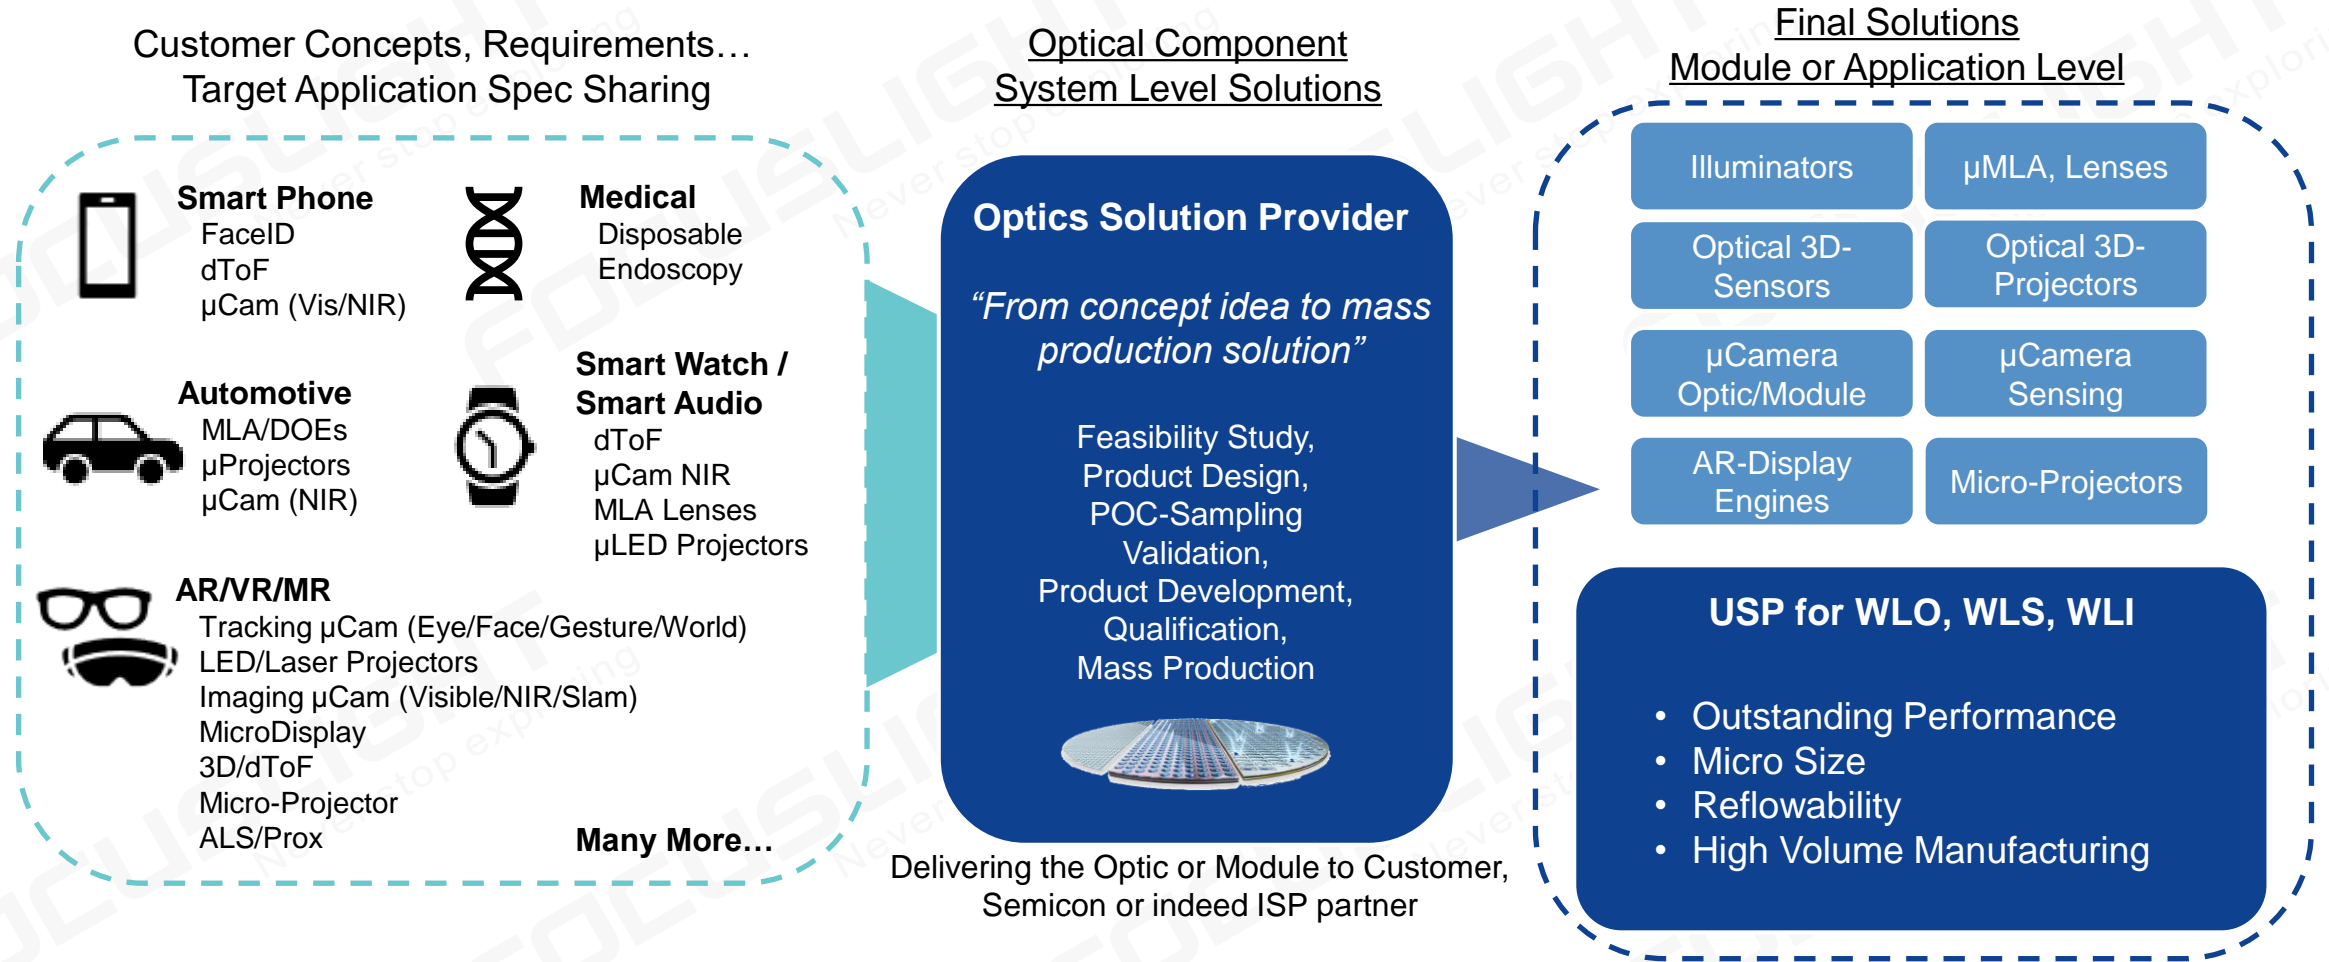 Customer Concepts, Requirements…
Target Application Spec Sharing
Smart Phone
FaceID
dToF
µCam (Vis/NIR)
Medical
Disposable
Endoscopy
Automotive
MLA/DOEs
µProjectors
µCam (NIR)
Smart Watch /
Smart Audio
dToF
µCam NIR
MLA Lenses
µLED Projectors
AR/VR/MR
Tracking µCam (Eye/Face/Gesture/World)
LED/Laser Projectors
Imaging µCam (Visible/NIR/Slam)
MicroDisplay
3D/dToF
Micro-Projector
ALS/Prox
Many More…
Optical Component
System Level Solutions
Optics Solution Provider
“From concept idea to mass
production solution”
Feasibility Study,
Product Design,
POC-Sampling
Validation,
Product Development,
Qualification,
Mass Production
Delivering the Optic or Module to Customer,
Semicon or indeed ISP partner
Final Solutions
Module or Application Level
Illuminators
µMLA, Lenses
Optical 3D-
Sensors
Optical 3D-
Projectors
µCamera
Optic/Module
µCamera
Sensing
AR-Display
Engines
Micro-Projectors
USP for WLO, WLS, WLI
• Outstanding Performance
• Micro Size
• Reflowability
• High Volume Manufacturing
FOCUSLIGHT
Never stop exploring